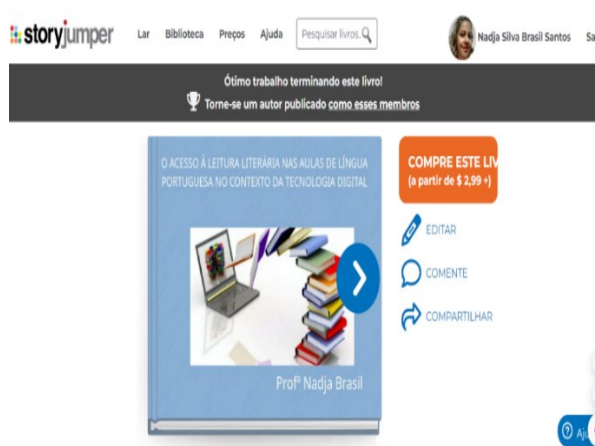 storyjumper
Lar Biblioteca Preços Ajuda Pesquisar livros. Nadja Silva Brasil Santos Sa
Ótimo trabalho terminando este livro!
Torne-se um autor publicado como esses membros
O ACESSO À LEITURA LITERÁRIA NAS AULAS DE LÍNGUA
PORTUGUESA NO CONTEXTO DA TECNOLOGIA DIGITAL
Profª Nadja Brasil
COMPRE ESTE LIV
(a partir de $ 2,99 +)
EDITAR
COMENTE
COMPARTILHAR
Aju